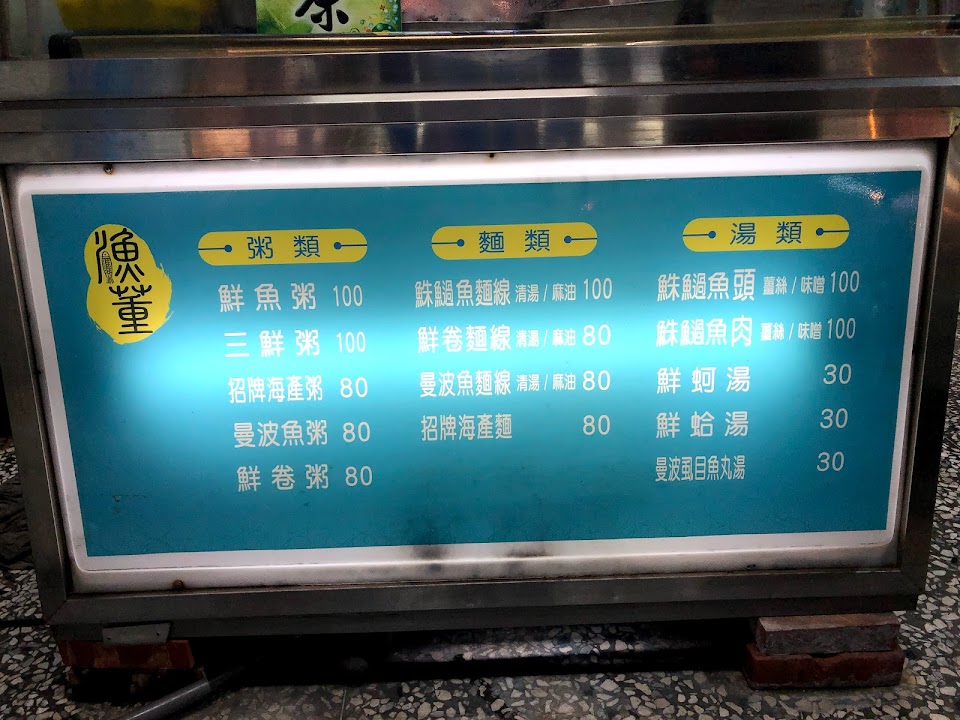 茶
漁董
粥類
鮮魚粥 100
三鮮粥 100
招牌海產粥 80
曼波魚粥 80
鮮卷粥 80
麵類
鮢鮂魚麵線 清湯/麻油 100
鮮卷麵線 清湯/麻油 80
曼波魚麵線 清湯/麻油 80
招牌海產麵 80
湯類
魚頭 薑絲/味噌 100
魚肉 薑絲/味噌 100
鮮蚵湯 30
鮮蛤湯 30
曼波虱目魚丸湯 30